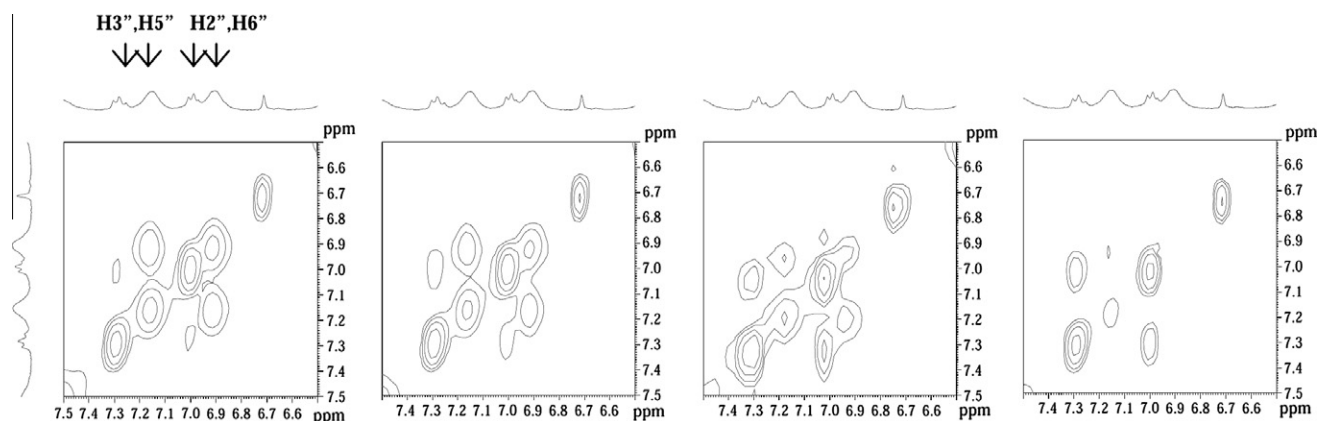 H3”,H5” H2”,H6”
ppm ppm ppm ppm
6.6 6.6 6.6 6.6
6.7 6.7 6.7 6.7
6.8 6.8 6.8 6.8
6.9 6.9 6.9 6.9
7.0 7.0 7.0 7.0
7.1 7.1 7.1 7.1
7.2 7.2 7.2 7.2
7.3 7.3 7.3 7.3
7.4 7.4 7.4 7.4
7.5 7.5 7.5 7.5
7.5 7.4 7.3 7.2 7.1 7.0 6.9 6.8 6.7 6.6 7.4 7.3 7.2 7.1 7.0 6.9 6.8 6.7 6.6 7.4 7.3 7.2 7.1 7.0 6.9 6.8 6.7 6.6 7.4 7.3 7.2 7.1 7.0 6.9 6.8 6.7 6.6
ppm ppm ppm ppm